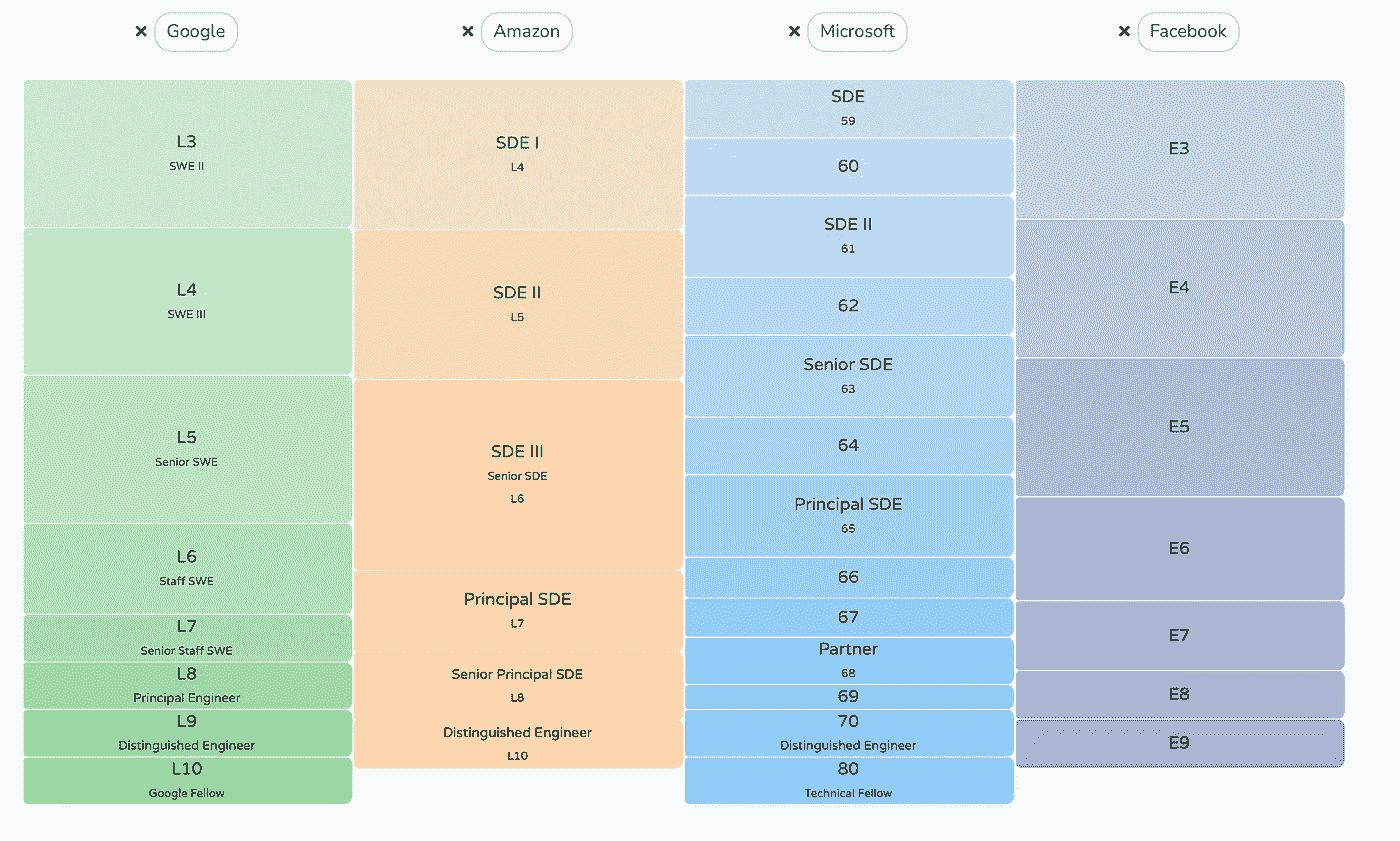 × Google
× Amazon
× Microsoft
× Facebook
L3
SWE II
L4
SWE III
L5
Senior SWE
L6
Staff SWE
L7
Senior Staff SWE
L8
Principal Engineer
L9
Distinguished Engineer
L10
Google Fellow
SDE I
L4
SDE II
L5
SDE III
Senior SDE
L6
Principal SDE
L7
Senior Principal SDE
L8
Distinguished Engineer
L10
SDE
59
60
SDE II
61
62
Senior SDE
63
64
Principal SDE
65
66
67
Partner
68
69
70
Distinguished Engineer
80
Technical Fellow
E3
E4
E5
E6
E7
E8
E9